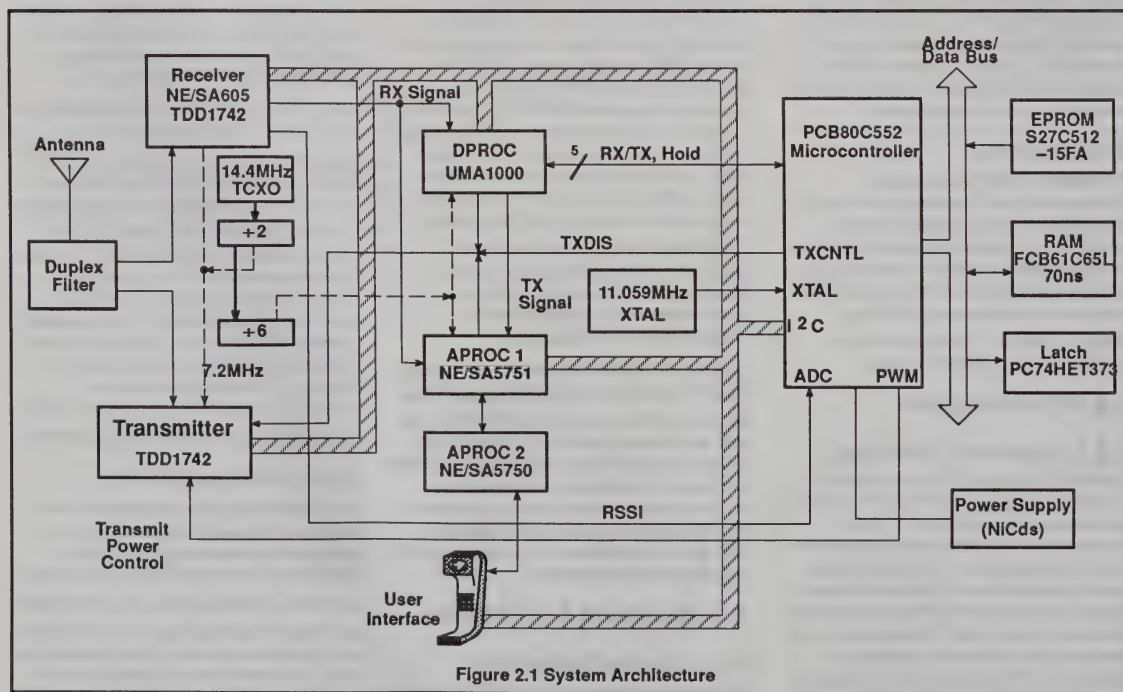 Receiver
NE/SA605
TDD1742
RX Signal
Antenna
14.4MHz
TCXO
÷2
÷6
7.2MHz
Duplex
Filter
Transmitter
TDD1742
Transmit
Power
Control
DPROC
UMA1000
5
RX/TX, Hold
TXDIS
TX
Signal
11.059MHz
XTAL
APROC 1
NE/SA5751
APROC 2
NE/SA5750
RSSI
User
Interface
PCB80C552
Microcontroller
TXCNTL
XTAL
I²C
ADC
PWM
Address/
Data Bus
EPROM
S27C512
–15FA
RAM
FCB61C65L
70ns
Latch
PC74HET373
Power Supply
(NiCds)
Figure 2.1 System Architecture